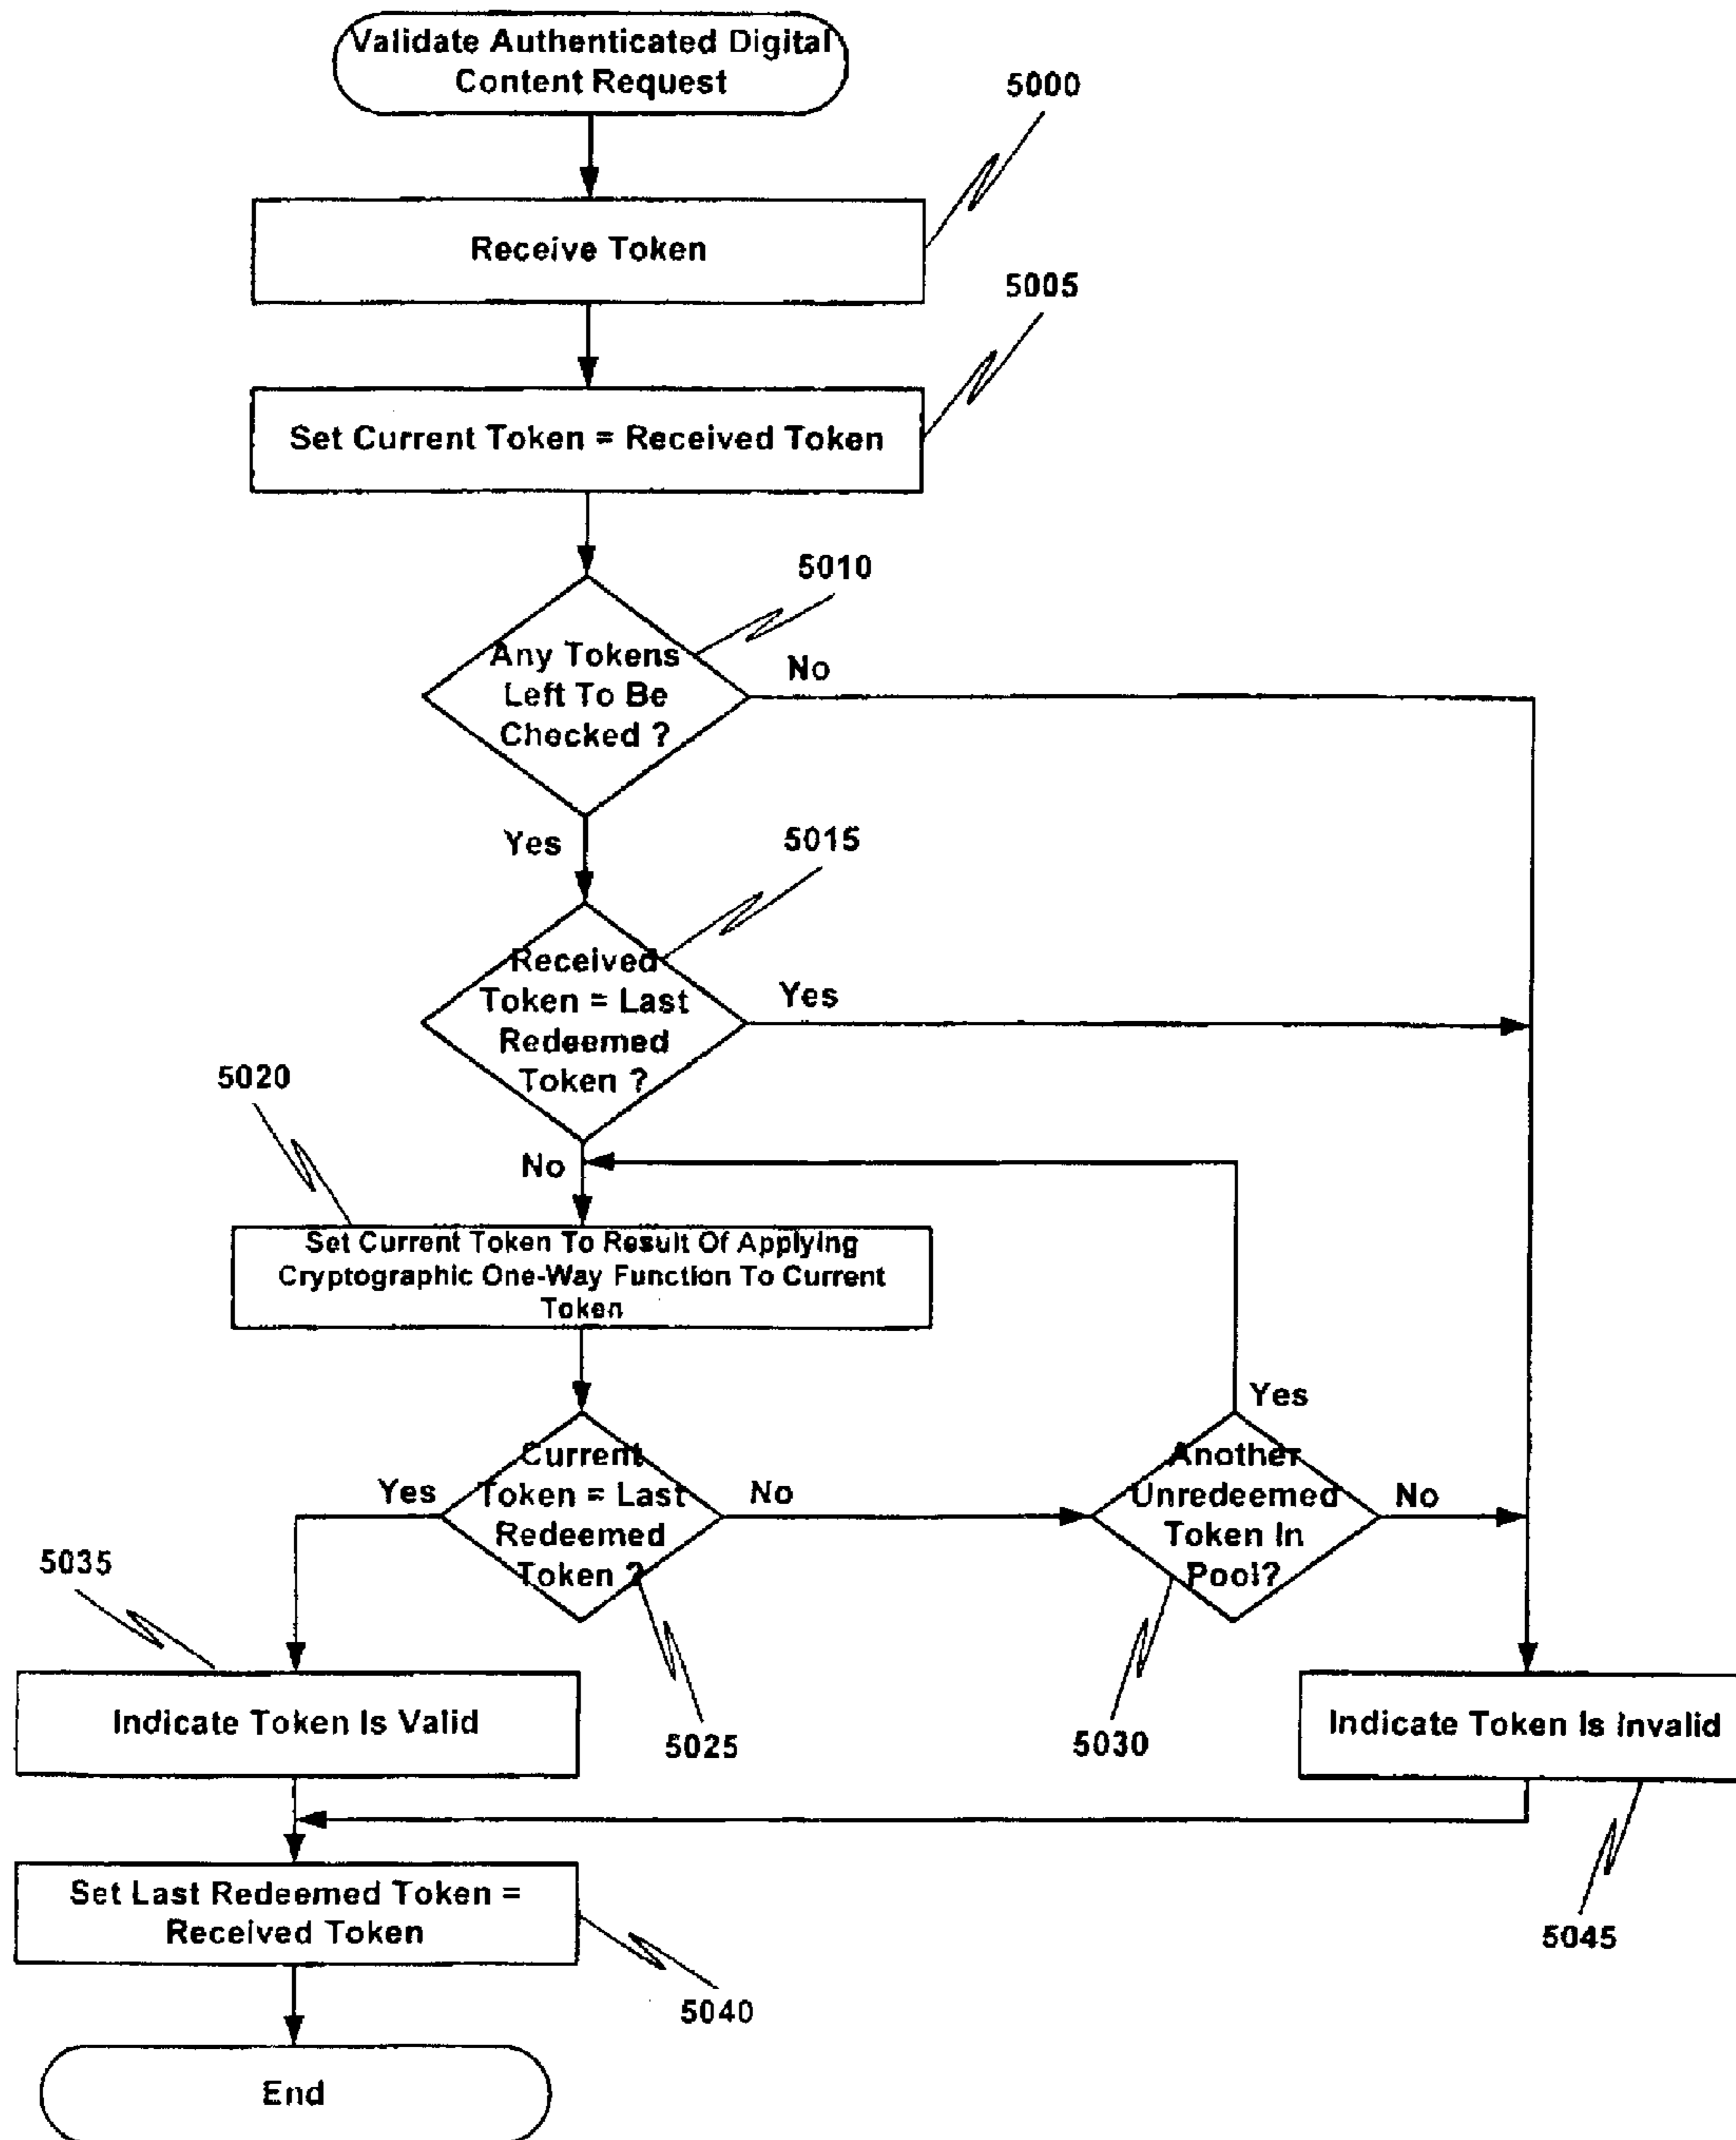 Validate Authenticated Digital
Content Request
5000
Receive Token
5005
Set Current Token = Received Token
5010
Any Tokens
Left To Be
Checked ?
No
Yes
5015
Received
Token = Last
Redeemed
Token ?
Yes
5020
No
Set Current Token To Result Of Applying
Cryptographic One-Way Function To Current
Token
Yes
Current
Token = Last
Redeemed
Token ?
Yes
No
Another
Unredeemed
Token In
Pool?
No
5035
Indicate Token Is Valid
5025
5030
Indicate Token Is Invalid
Set Last Redeemed Token =
Received Token
5045
5040
End